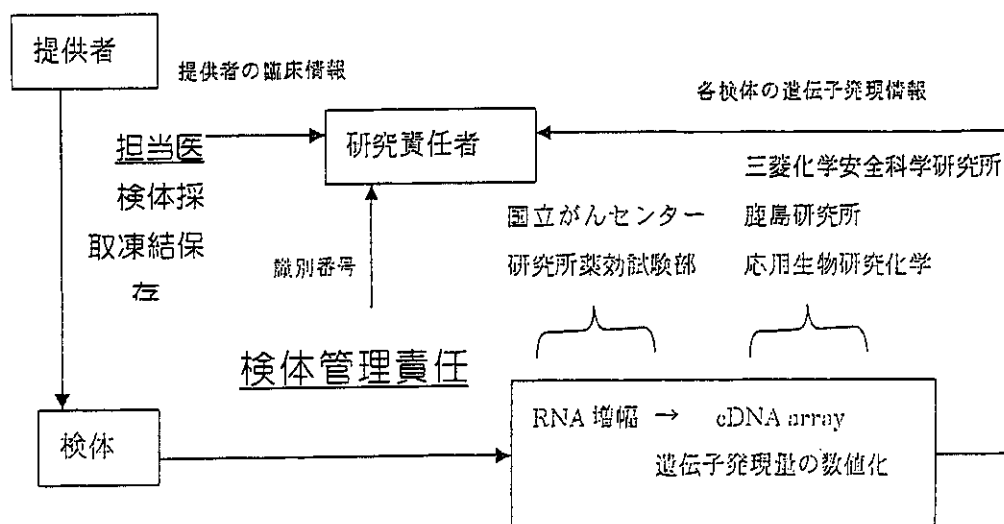 提供者
提供者の臨床情報
各検体の遺伝子発現情報
担当医
検体採
取凍結保
存
研究責任者
三菱化学安全科学研究所
鹿島研究所
応用生物研究化学
国立がんセンター
研究所薬効試験部
識別番号
検体管理責任
検体
RNA 増幅 → cDNA array
遺伝子発現量の数値化